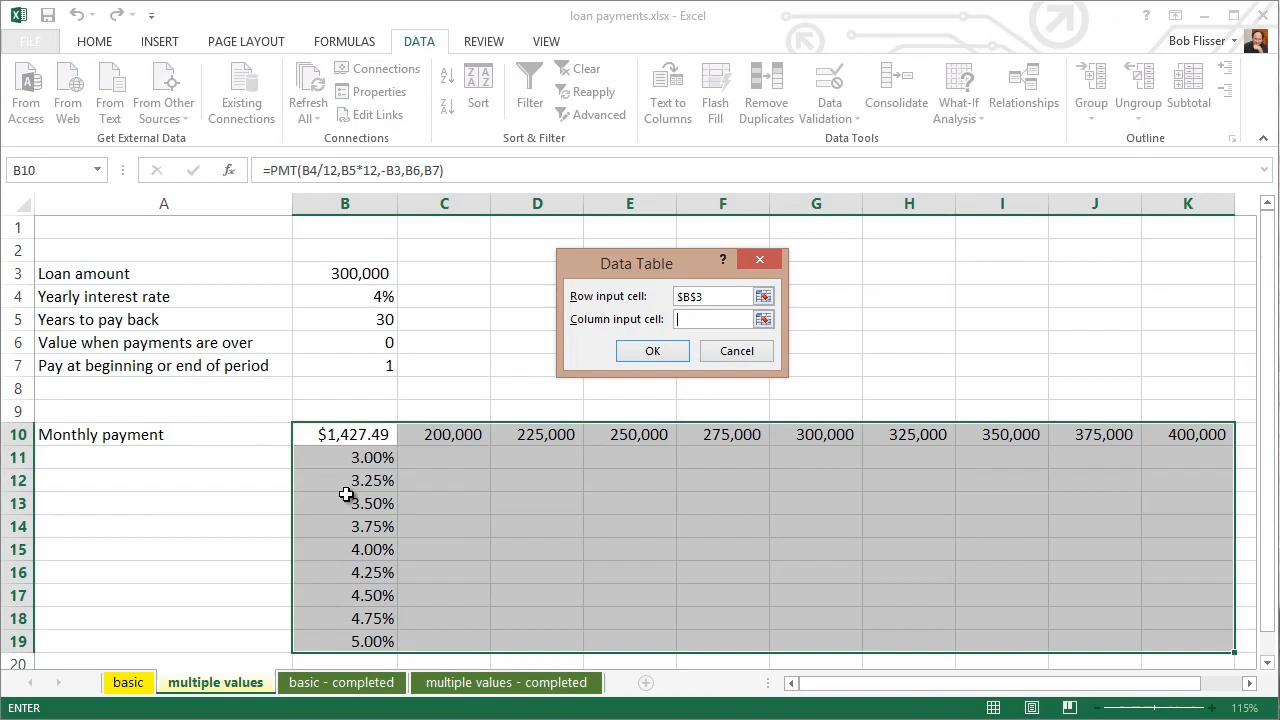 loan payments.xlsx - Excel
FILE HOME INSERT PAGE LAYOUT FORMULAS DATA REVIEW VIEW Bob Flisser
From Access
From Web
From Text
From Other Sources
Existing Connections
Get External Data
Refresh All
Connections
Properties
Edit Links
Connections
A Z
Z A
Sort
Filter
Clear
Reapply
Advanced
Sort & Filter
Text to Columns
Flash Fill
Remove Duplicates
Data Validation
Consolidate
What-If Analysis
Relationships
Data Tools
Group
Ungroup
Subtotal
Outline
B10 fx =PMT(B4/12,B5*12,-B3,B6,B7)
A B C D E F G H I J K
1
2
3 Loan amount 300,000
4 Yearly interest rate 4%
5 Years to pay back 30
6 Value when payments are over 0
7 Pay at beginning or end of period 1
8
9
10 Monthly payment $1,427.49 200,000 225,000 250,000 275,000 300,000 325,000 350,000 375,000 400,000
11 3.00%
12 3.25%
13 3.50%
14 3.75%
15 4.00%
16 4.25%
17 4.50%
18 4.75%
19 5.00%
20
Data Table ?
Row input cell: $B$3
Column input cell:
OK Cancel
basic multiple values basic - completed multiple values - completed
ENTER 115%